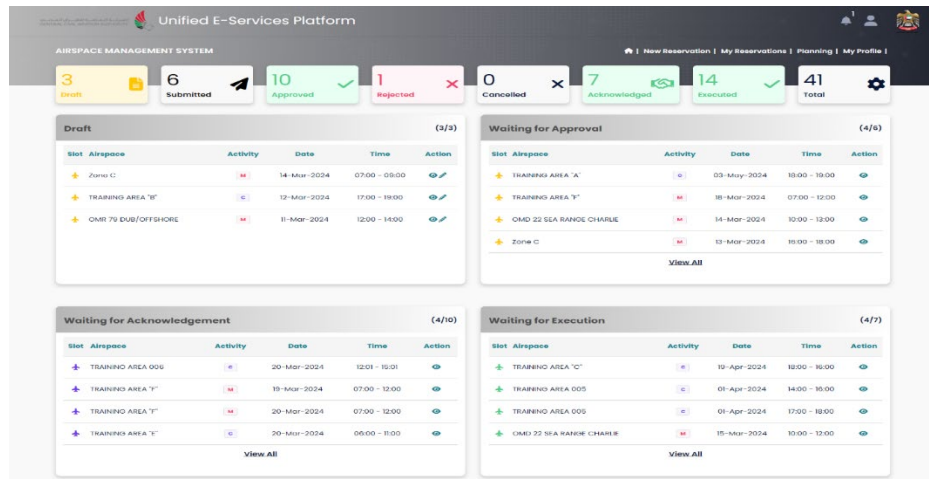 Unified E-Services Platform
1
AIRSPACE MANAGEMENT SYSTEM
| New Reservation | My Reservations | Planning | My Profile |
3 6 10 1 0 7 14 41
Draft Submitted Approved Rejected Cancelled Acknowledged Executed Total
Draft (3/3)
Slot Airspace Activity Date Time Action
Zone C M 14-Mar-2024 07:00 - 09:00
TRAINING AREA "B" C 12-Mar-2024 17:00 - 19:00
OMR 79 DUB/OFFSHORE M 11-Mar-2024 12:00 - 14:00
Waiting for Approval (4/6)
Slot Airspace Activity Date Time Action
TRAINING AREA "A" C 03-May-2024 18:00 - 19:00
TRAINING AREA "F" M 18-Mar-2024 07:00 - 12:00
OMD 22 SEA RANGE CHARLIE M 14-Mar-2024 10:00 - 13:00
Zone C M 13-Mar-2024 16:00 - 18:00
View All
Waiting for Acknowledgement (4/10)
Slot Airspace Activity Date Time Action
TRAINING AREA 006 C 20-Mar-2024 12:01 - 15:01
TRAINING AREA "F" M 19-Mar-2024 07:00 - 12:00
TRAINING AREA "F" M 20-Mar-2024 07:00 - 12:00
TRAINING AREA "E" C 20-Mar-2024 06:00 - 11:00
View All
Waiting for Execution (4/7)
Slot Airspace Activity Date Time Action
TRAINING AREA "C" C 19-Apr-2024 12:00 - 16:00
TRAINING AREA 005 C 01-Apr-2024 14:00 - 16:00
TRAINING AREA 005 C 01-Apr-2024 17:00 - 18:00
OMD 22 SEA RANGE CHARLIE M 15-Mar-2024 10:00 - 12:00
View All